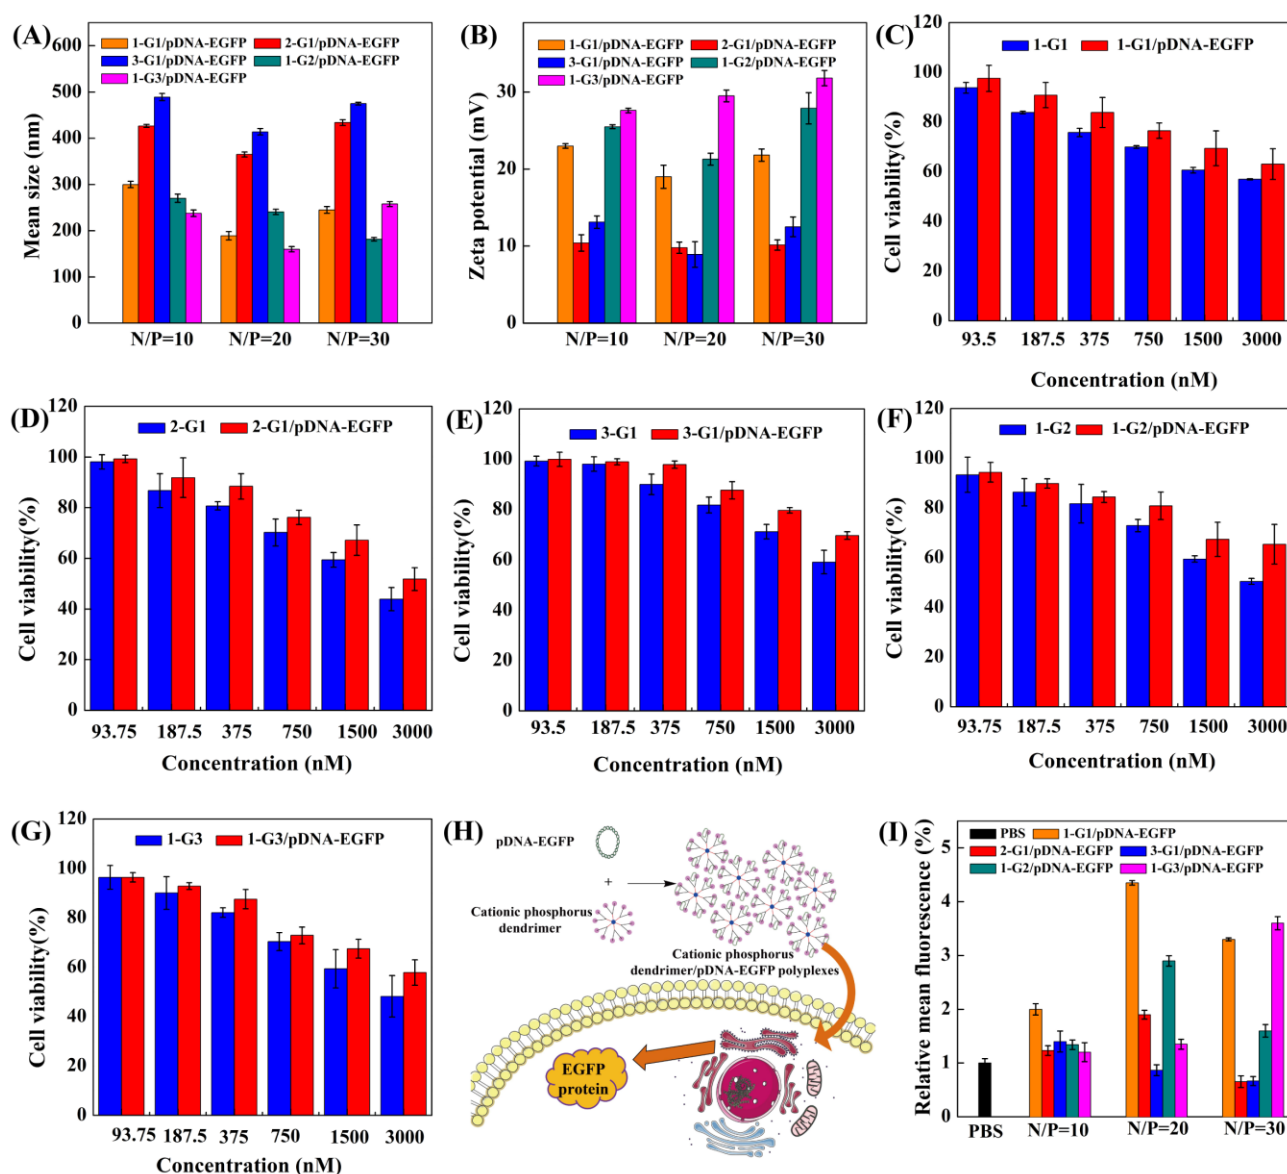 (A)
600
500
400
300
200
100
0
Mean size (nm)
1-G1/pDNA-EGFP
2-G1/pDNA-EGFP
3-G1/pDNA-EGFP
1-G2/pDNA-EGFP
1-G3/pDNA-EGFP
N/P=10 N/P=20 N/P=30
(B)
30
20
10
0
Zeta potential (mV)
1-G1/pDNA-EGFP
2-G1/pDNA-EGFP
3-G1/pDNA-EGFP
1-G2/pDNA-EGFP
1-G3/pDNA-EGFP
N/P=10 N/P=20 N/P=30
(C)
120
100
80
60
40
20
0
Cell viability(%)
1-G1 1-G1/pDNA-EGFP
93.5 187.5 375 750 1500 3000
Concentration (nM)
(D)
120
100
80
60
40
20
0
Cell viability(%)
2-G1 2-G1/pDNA-EGFP
93.75 187.5 375 750 1500 3000
Concentration (nM)
(E)
120
100
80
60
40
20
0
Cell viability(%)
3-G1 3-G1/pDNA-EGFP
93.5 187.5 375 750 1500 3000
Concentration (nM)
(F)
120
100
80
60
40
20
0
Cell viability(%)
1-G2 1-G2/pDNA-EGFP
93.75 187.5 375 750 1500 3000
Concentration (nM)
(G)
120
100
80
60
40
20
0
Cell viability(%)
1-G3 1-G3/pDNA-EGFP
93.75 187.5 375 750 1500 3000
Concentration (nM)
(H)
pDNA-EGFP
+
Cationic phosphorus
dendrimer
Cationic phosphorus
dendrimer/pDNA-EGFP polyplexes
EGFP
protein
(I)
5
4
3
2
1
0
Relative mean fluorescence (%)
PBS 1-G1/pDNA-EGFP
2-G1/pDNA-EGFP 3-G1/pDNA-EGFP
1-G2/pDNA-EGFP 1-G3/pDNA-EGFP
PBS N/P=10 N/P=20 N/P=30